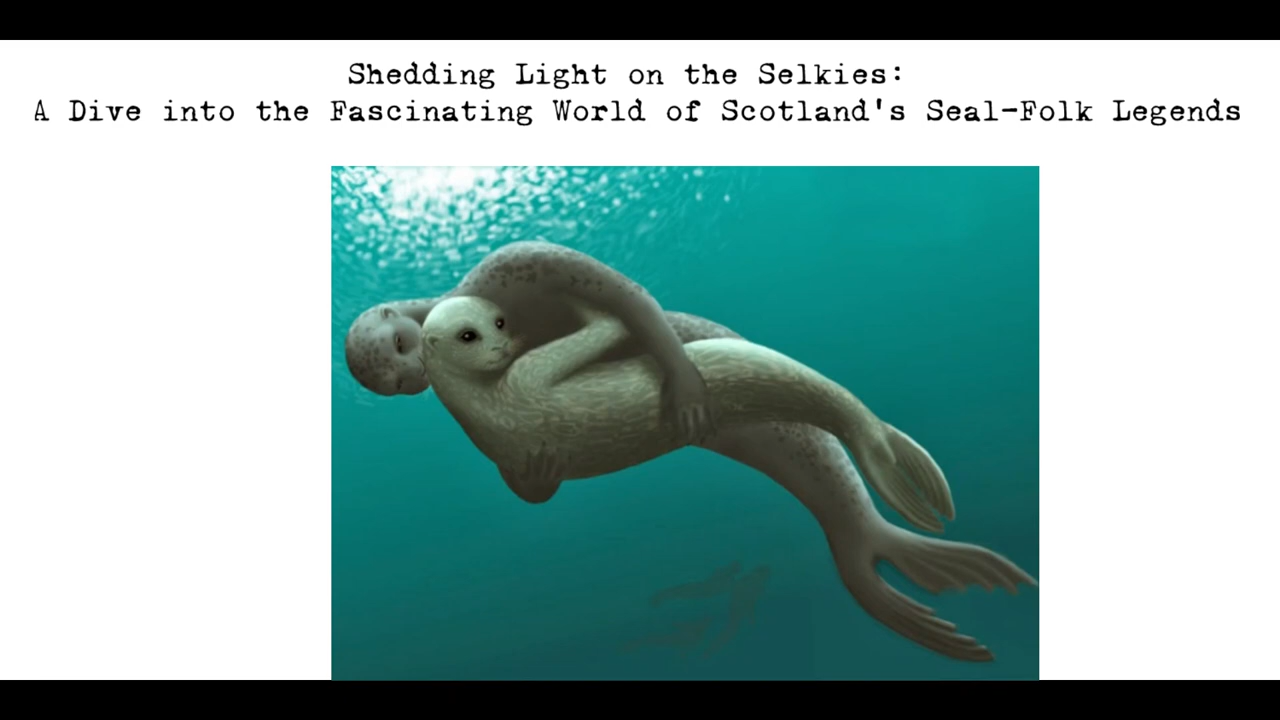 Shedding Light on the Selkies:
A Dive into the Fascinating World of Scotland's Seal-Folk Legends